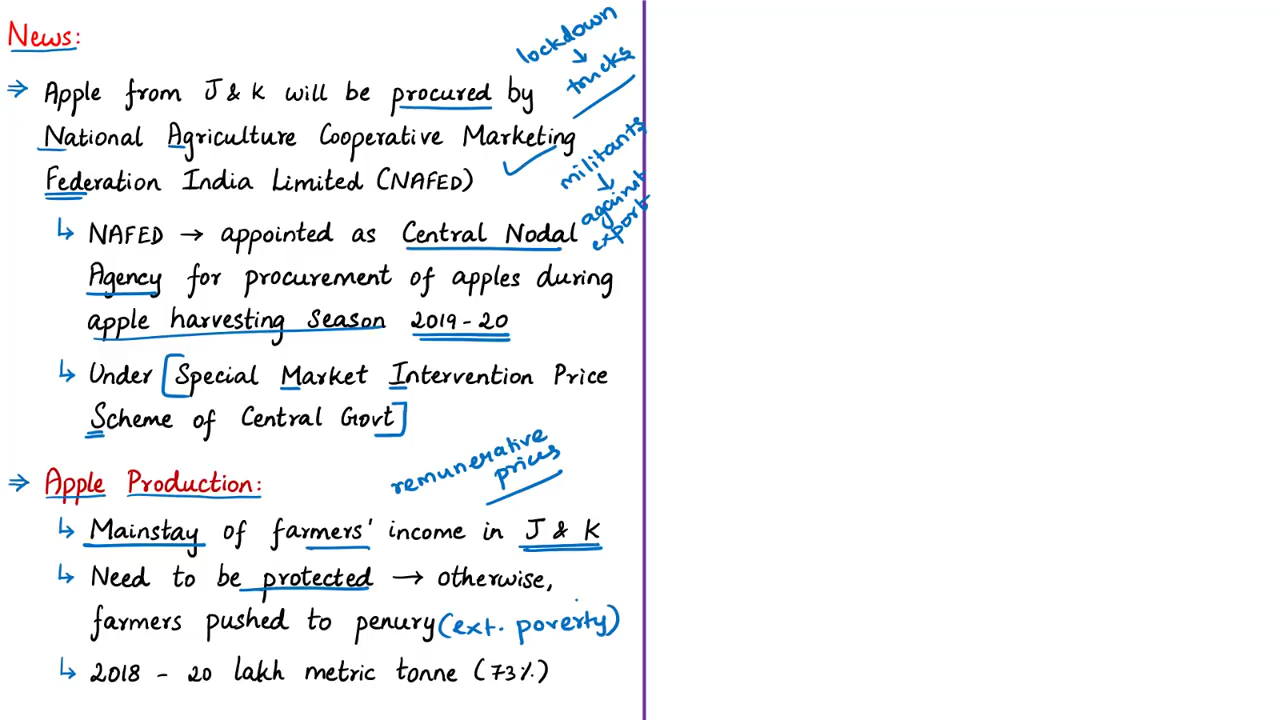 News:
lockdown
↓
trucks
⇒ Apple from J & K will be procured by
National Agriculture Cooperative Marketing
Federation India Limited (NAFED)
militants
↓
against
export
↳ NAFED → appointed as Central Nodal
Agency for procurement of apples during
apple harvesting season 2019-20
↳ Under [Special Market Intervention Price
Scheme of Central Govt]
⇒ Apple Production:
remunerative
prices
↳ Mainstay of farmers' income in J & K
↳ Need to be protected → otherwise,
farmers pushed to penury (ext. poverty)
↳ 2018 - 20 lakh metric tonne (73%)